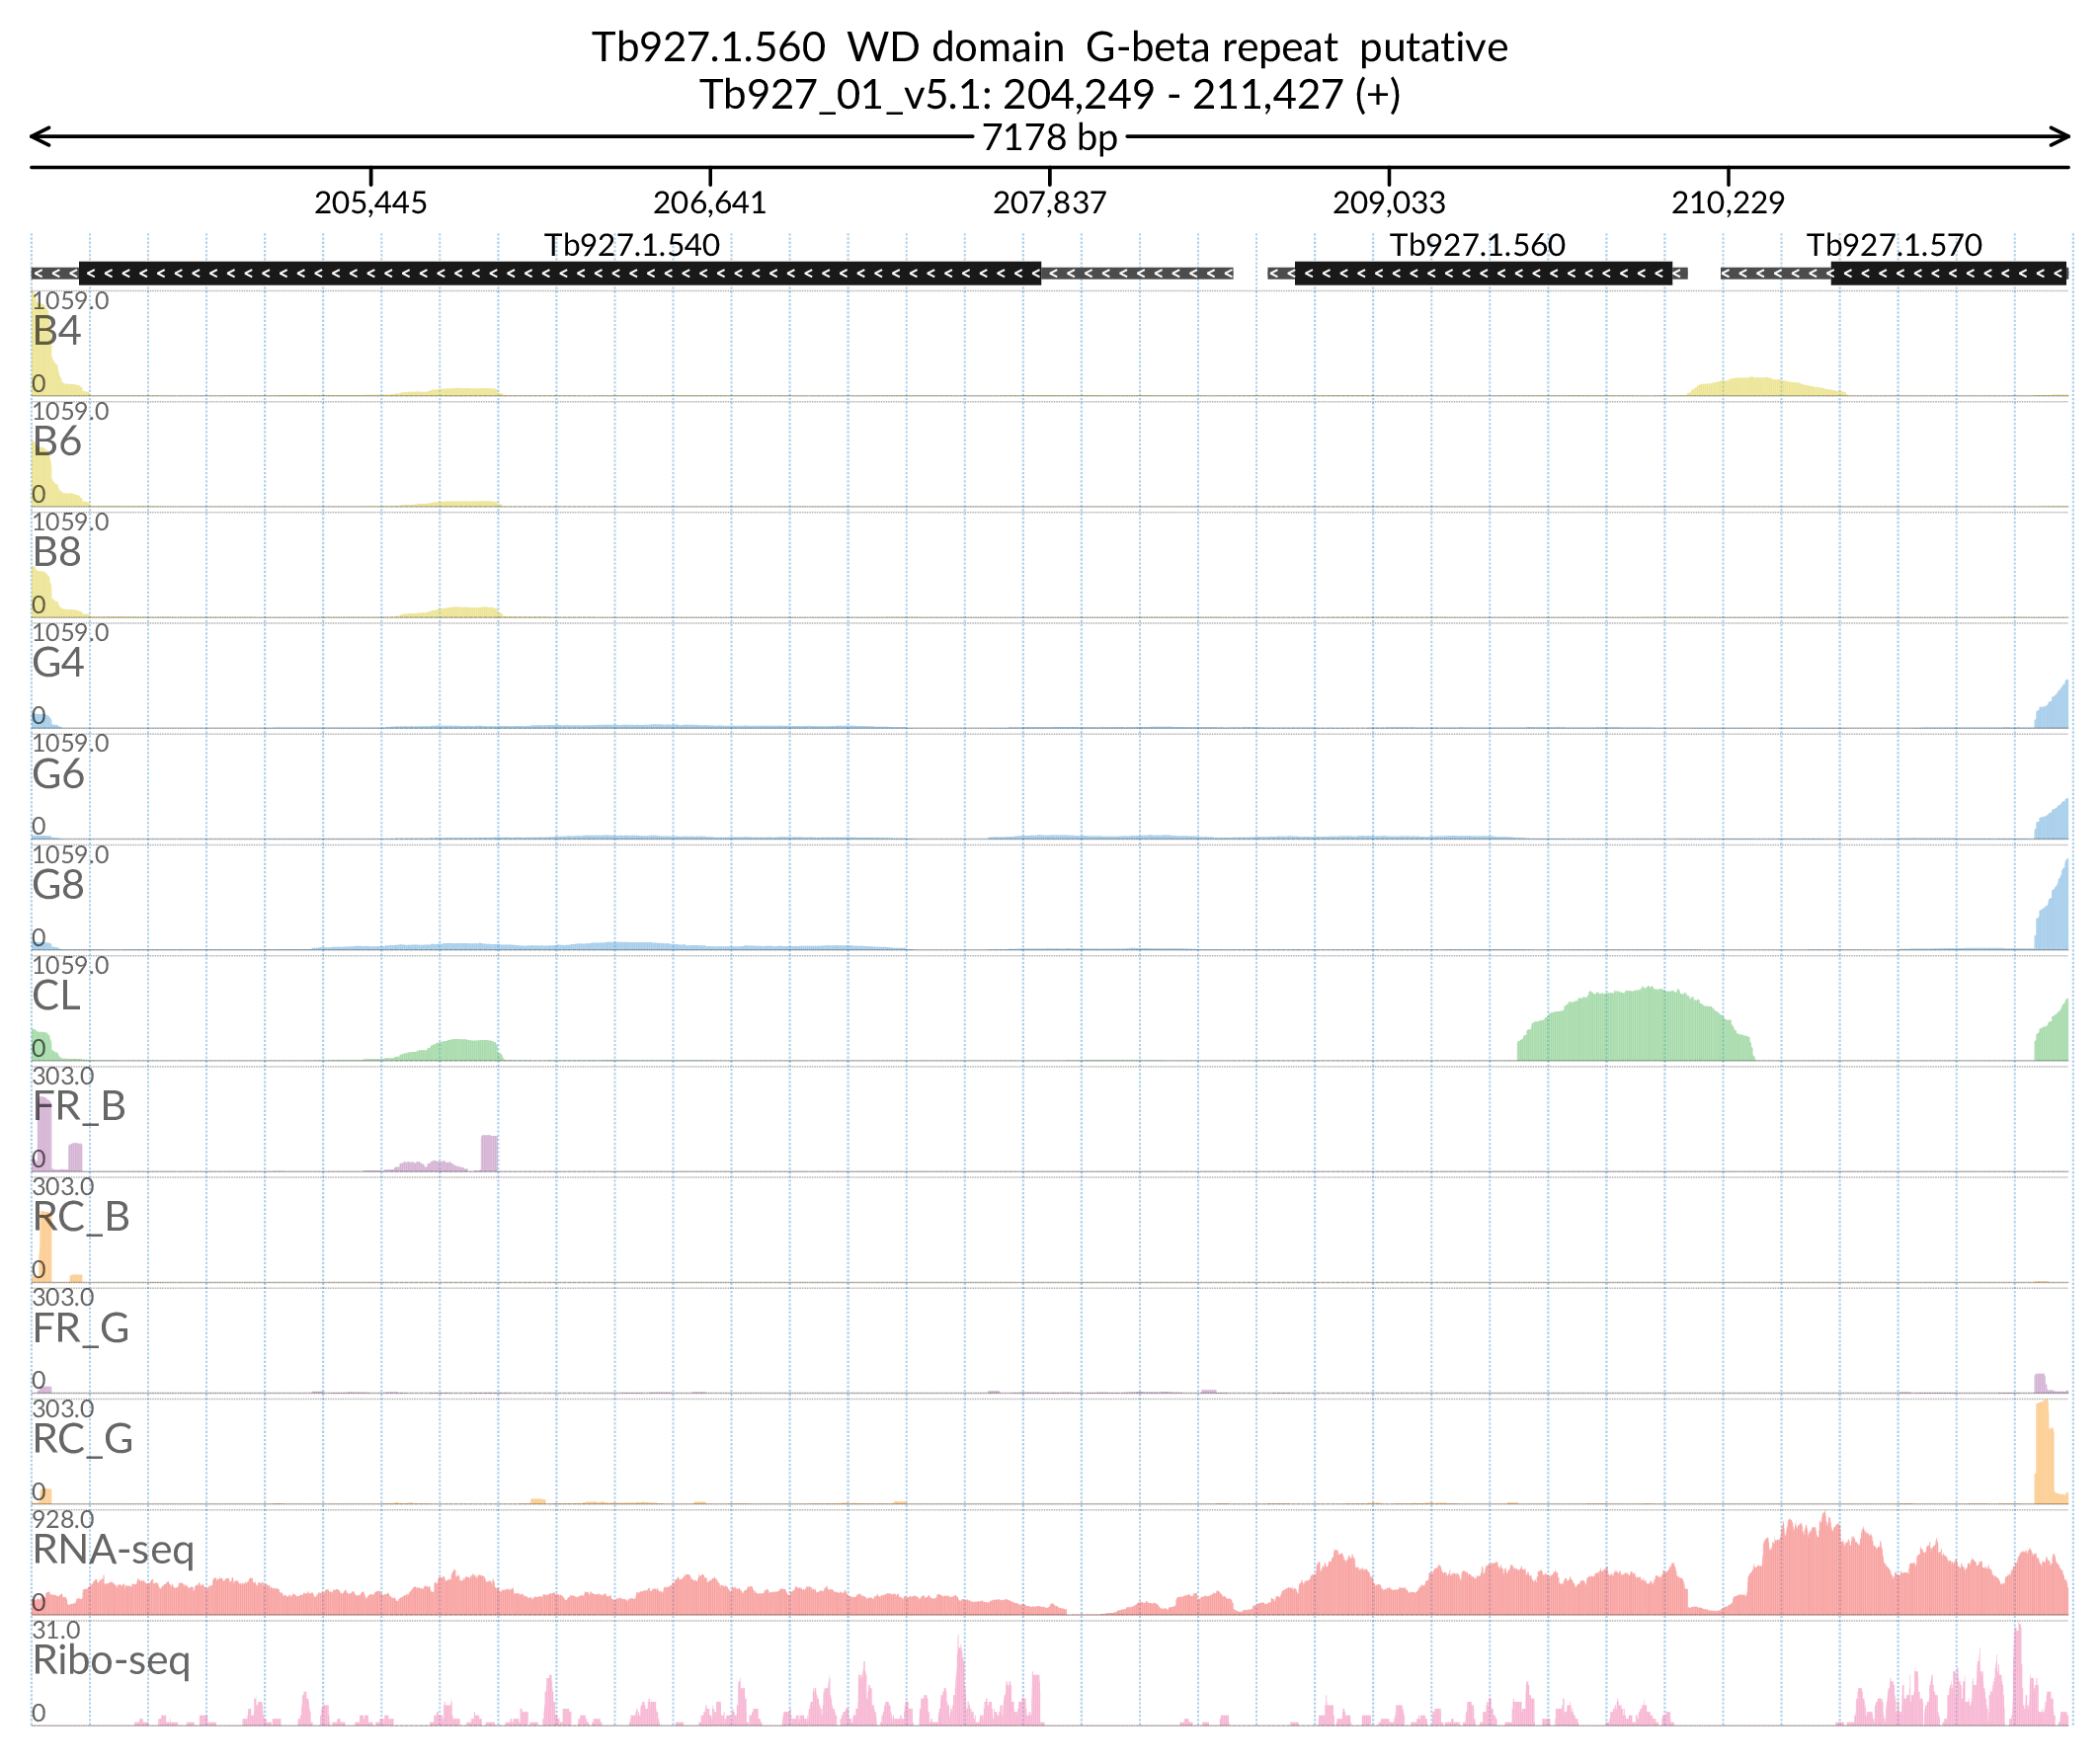 Tb927.1.560 WD domain G-beta repeat putative
Tb927_01_v5.1: 204,249 - 211,427 (+)
7178 bp
205,445 206,641 207,837 209,033 210,229
Tb927.1.540 Tb927.1.560 Tb927.1.570
1059.0
B4
0
1059.0
B6
0
1059.0
B8
0
1059.0
G4
0
1059.0
G6
0
1059.0
G8
0
1059.0
CL
0
303.0
FR_B
0
303.0
RC_B
0
303.0
FR_G
0
303.0
RC_G
0
928.0
RNA-seq
0
31.0
Ribo-seq
0